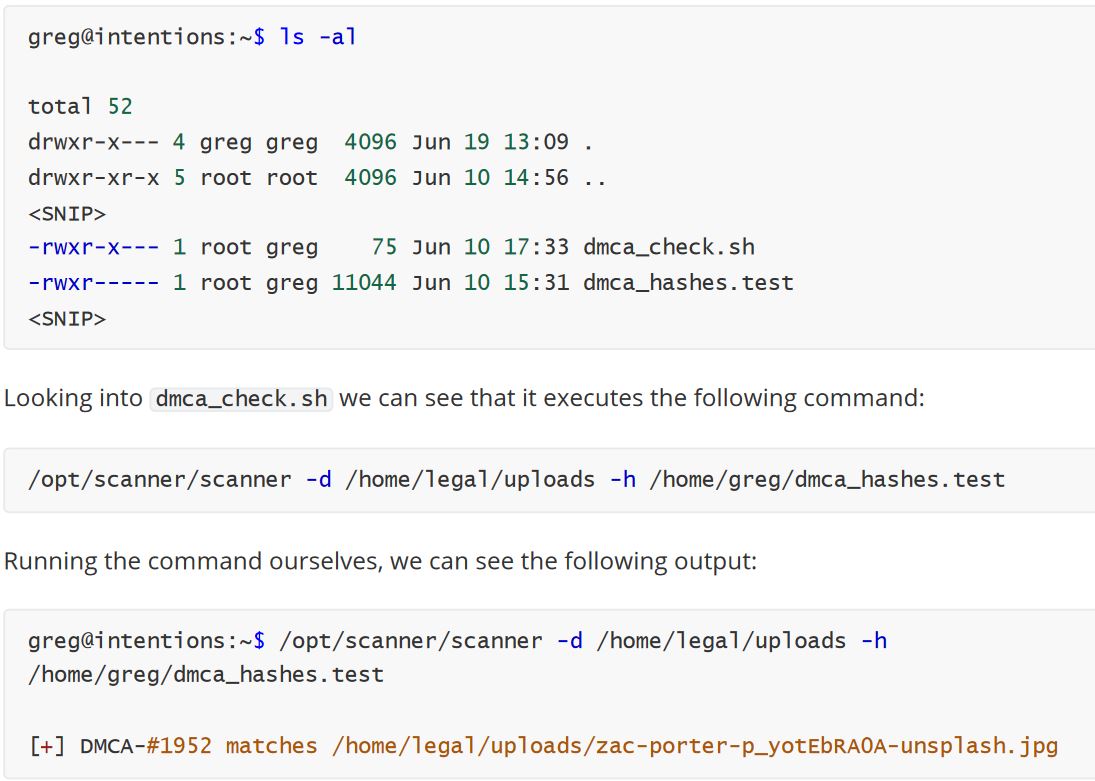 greg@intentions:~$ ls -al
total 52
drwxr-x--- 4 greg greg  4096 Jun 19 13:09 .
drwxr-xr-x 5 root root  4096 Jun 10 14:56 ..
<SNIP>
-rwxr-x--- 1 root greg    75 Jun 10 17:33 dmca_check.sh
-rwxr----- 1 root greg 11044 Jun 10 15:31 dmca_hashes.test
<SNIP>
Looking into dmca_check.sh we can see that it executes the following command:
/opt/scanner/scanner -d /home/legal/uploads -h /home/greg/dmca_hashes.test
Running the command ourselves, we can see the following output:
greg@intentions:~$ /opt/scanner/scanner -d /home/legal/uploads -h
/home/greg/dmca_hashes.test
[+] DMCA-#1952 matches /home/legal/uploads/zac-porter-p_yotEbRA0A-unsplash.jpg